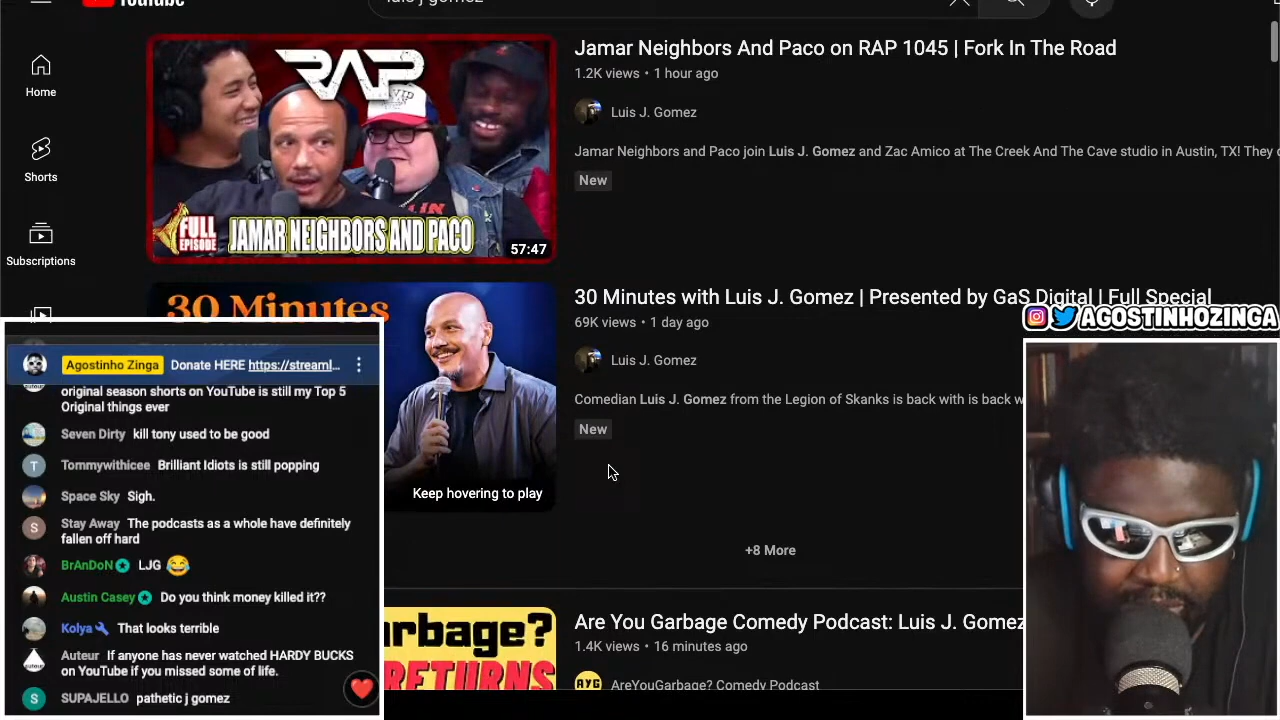 YouTube
luis j gomez
Home
Shorts
Subscriptions
RAP
FULL
EPISODE
JAMAR NEIGHBORS AND PACO
57:47
Jamar Neighbors And Paco on RAP 1045 | Fork In The Road
1.2K views • 1 hour ago
Luis J. Gomez
Jamar Neighbors and Paco join Luis J. Gomez and Zac Amico at The Creek And The Cave studio in Austin, TX! They
New
30 Minutes
Keep hovering to play
30 Minutes with Luis J. Gomez | Presented by GaS Digital | Full Special
69K views • 1 day ago
Luis J. Gomez
Comedian Luis J. Gomez from the Legion of Skanks is back with is back w
New
+8 More
rbage?
RETURNS
Are You Garbage Comedy Podcast: Luis J. Gomez
1.4K views • 16 minutes ago
AYG
AreYouGarbage? Comedy Podcast
Agostinho Zinga Donate HERE https://streaml...
original season shorts on YouTube is still my Top 5
Original things ever
Seven Dirty kill tony used to be good
T Tommywithicee Brilliant Idiots is still popping
Space Sky Sigh.
S Stay Away The podcasts as a whole have definitely
fallen off hard
BrAnDoN LJG 😂
Austin Casey Do you think money killed it??
Kolya That looks terrible
Auteur If anyone has never watched HARDY BUCKS
on YouTube if you missed some of life.
S SUPAJELLO pathetic j gomez
AGOSTINHOZINGA